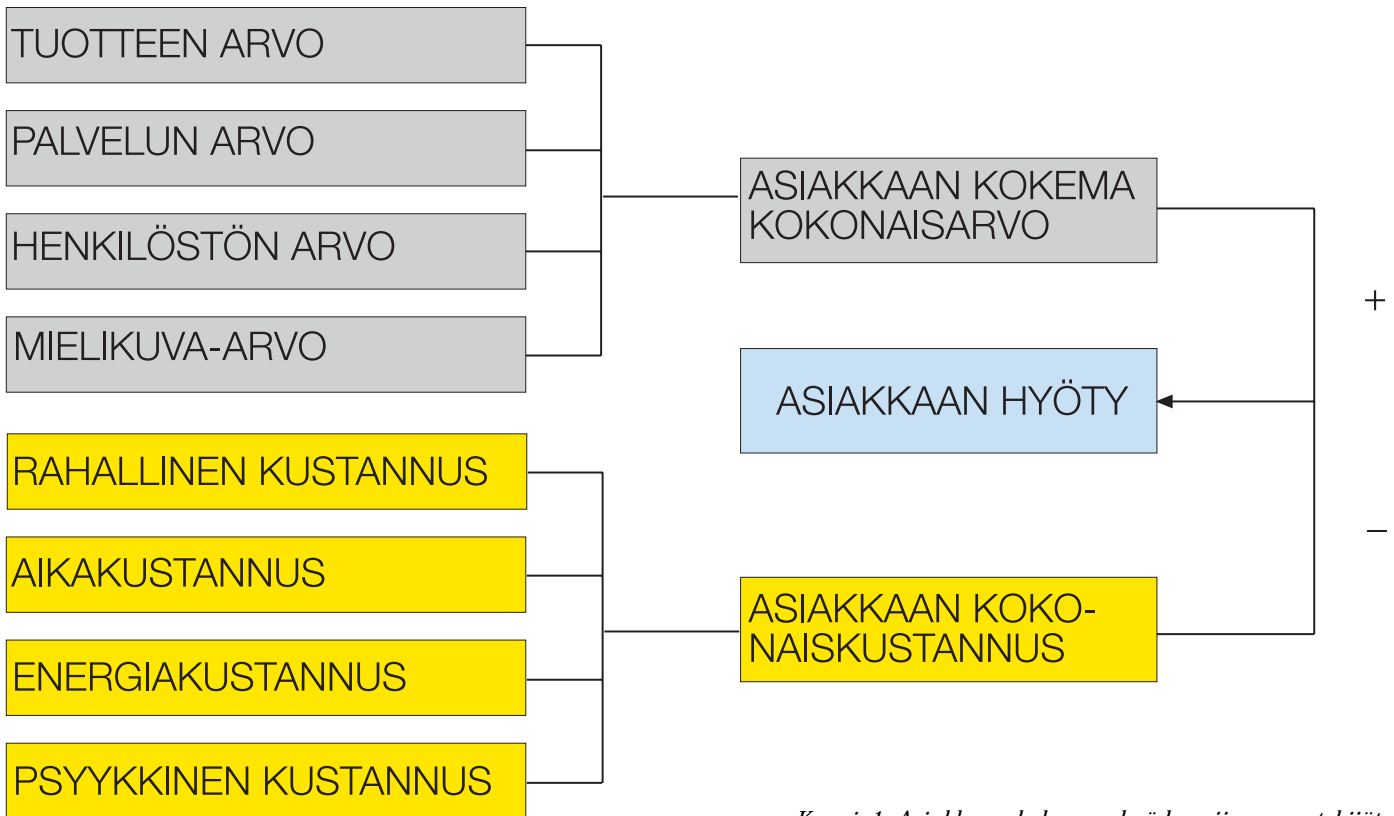 TUOTTEEN ARVO
PALVELUN ARVO
HENKILÖSTÖN ARVO
MIELIKUVA-ARVO
RAHALLINEN KUSTANNUS
AIKAKUSTANNUS
ENERGIAKUSTANNUS
PSYYKKINEN KUSTANNUS
ASIAKKAAN KOKEMA
KOKONAISARVO
+
ASIAKKAAN HYÖTY
–
ASIAKKAAN KOKO-
NAISKUSTANNUS